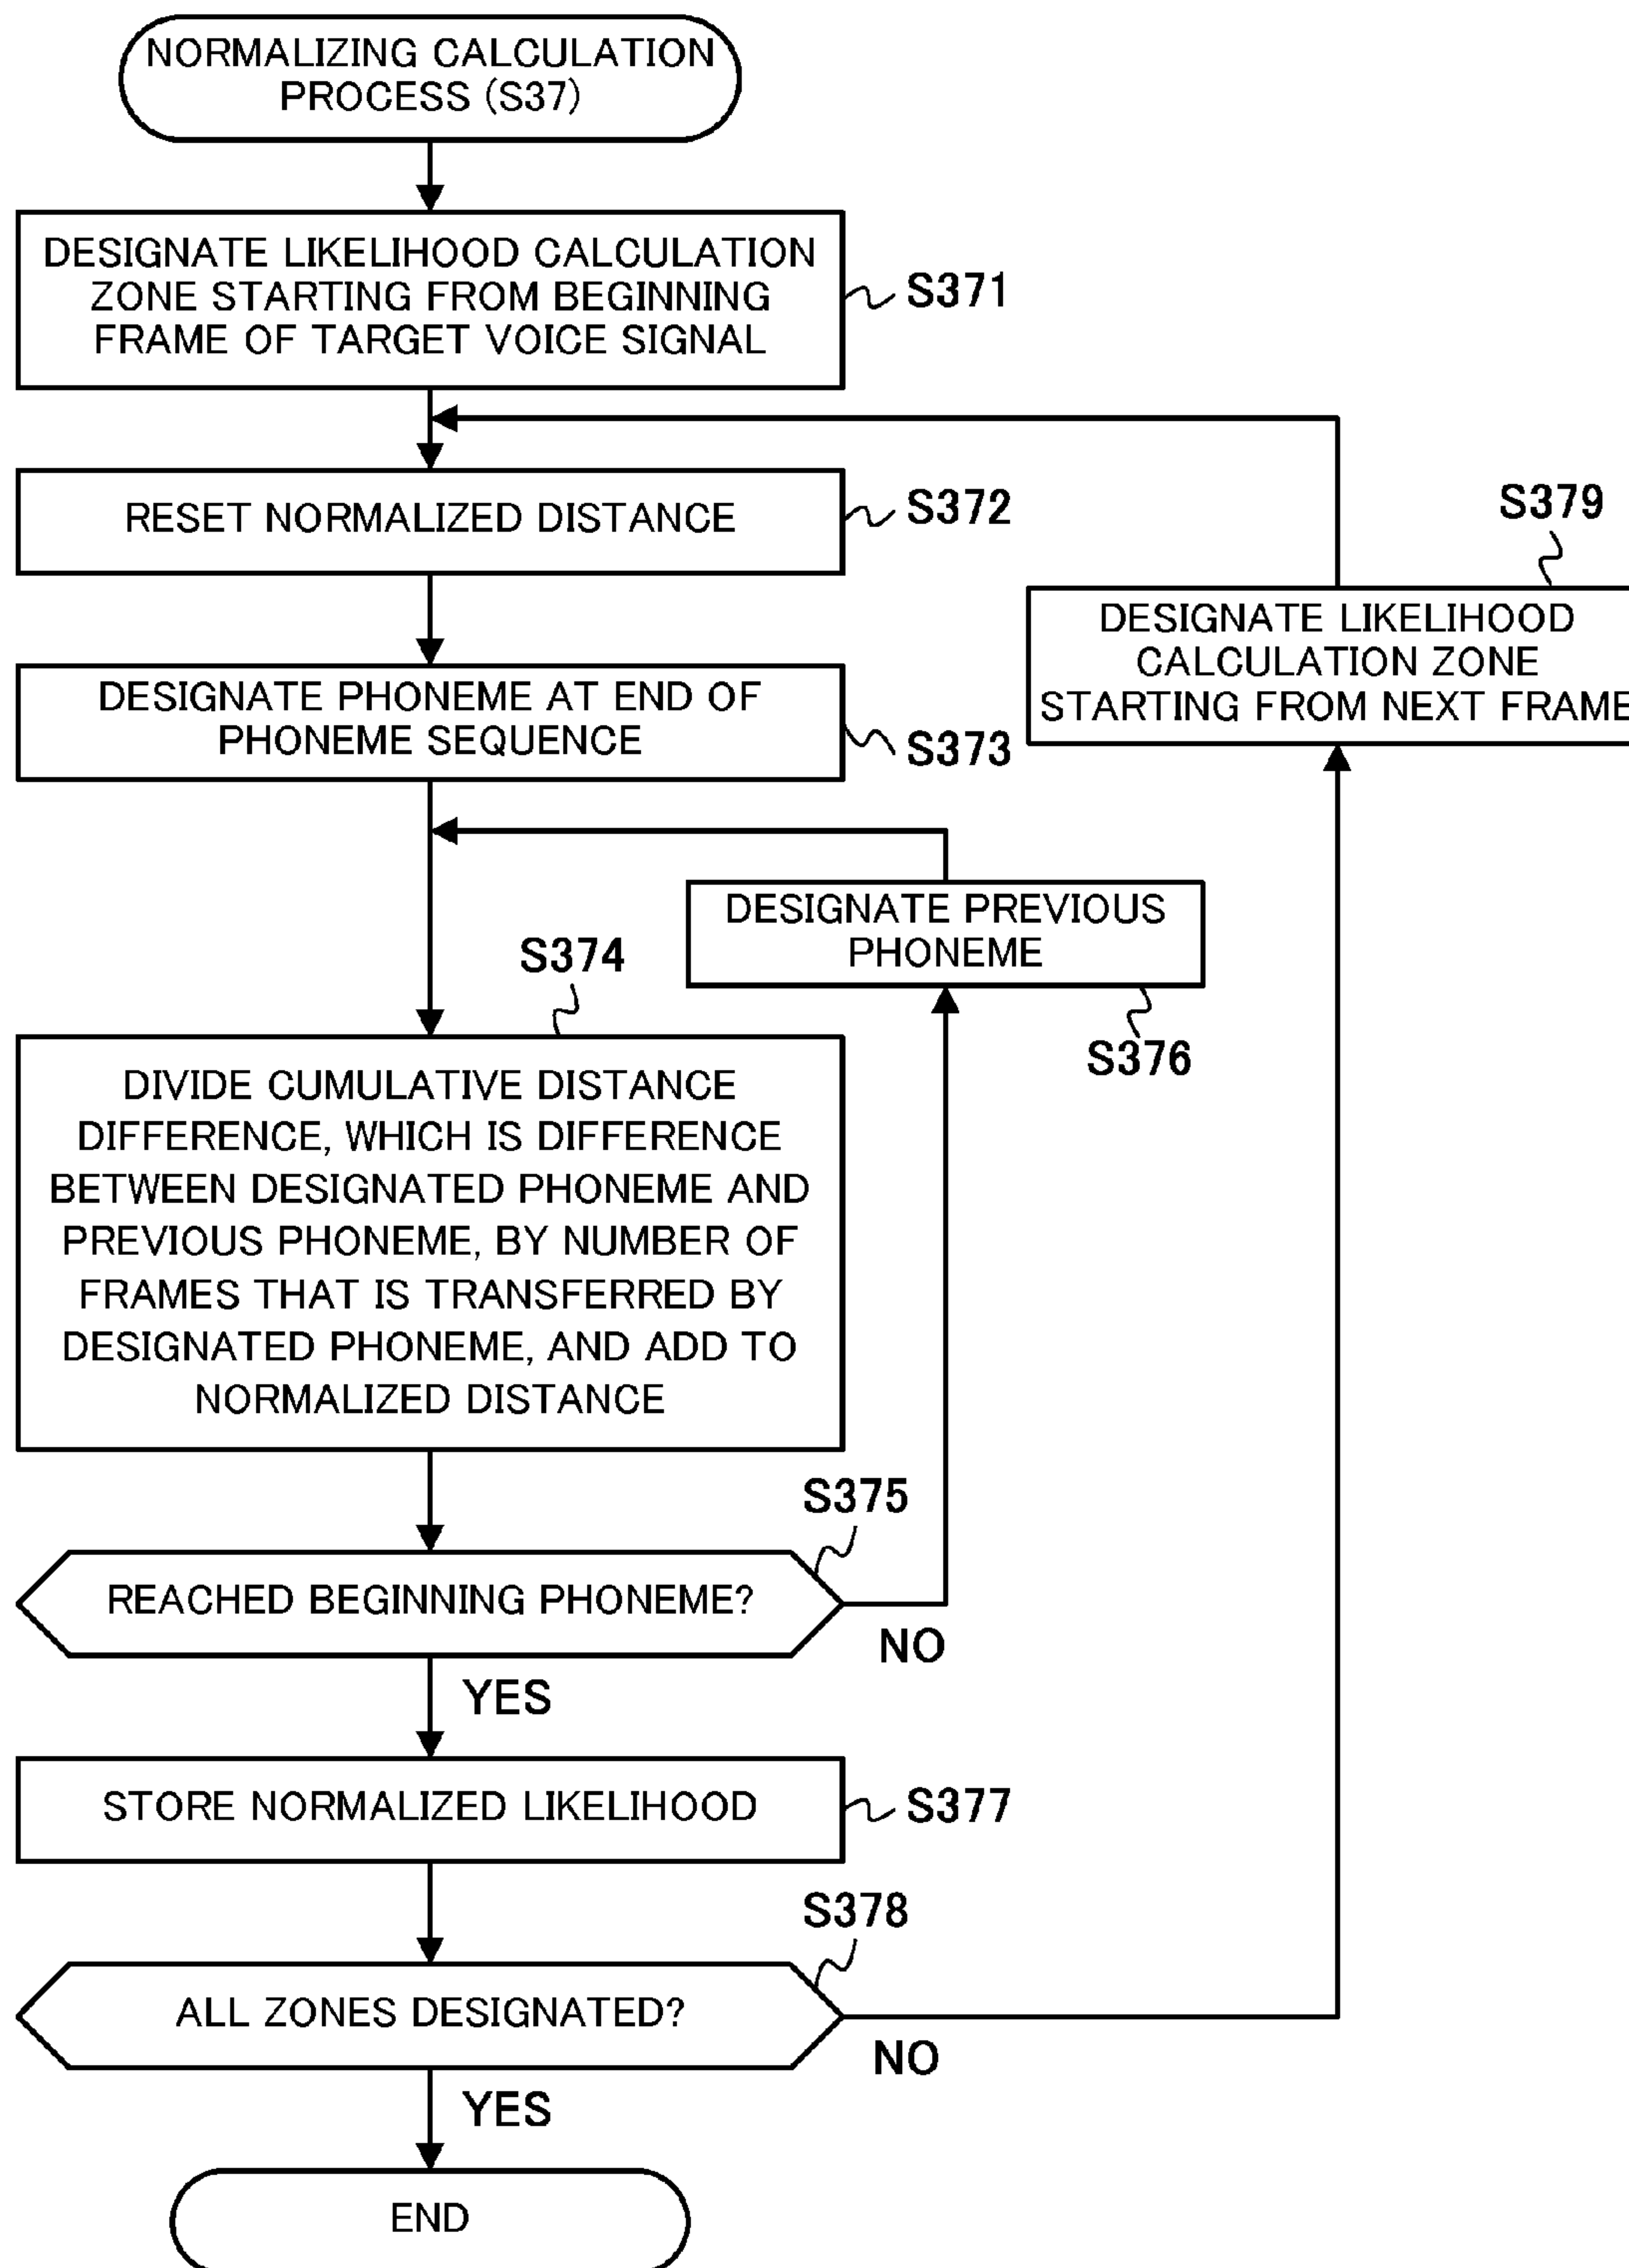 NORMALIZING CALCULATION
PROCESS (S37)
DESIGNATE LIKELIHOOD CALCULATION
ZONE STARTING FROM BEGINNING
FRAME OF TARGET VOICE SIGNAL
S371
RESET NORMALIZED DISTANCE
S372
S379
DESIGNATE LIKELIHOOD
CALCULATION ZONE
STARTING FROM NEXT FRAME
DESIGNATE PHONEME AT END OF
PHONEME SEQUENCE
S373
DESIGNATE PREVIOUS
PHONEME
S376
S374
DIVIDE CUMULATIVE DISTANCE
DIFFERENCE, WHICH IS DIFFERENCE
BETWEEN DESIGNATED PHONEME AND
PREVIOUS PHONEME, BY NUMBER OF
FRAMES THAT IS TRANSFERRED BY
DESIGNATED PHONEME, AND ADD TO
NORMALIZED DISTANCE
S375
REACHED BEGINNING PHONEME?
NO
YES
STORE NORMALIZED LIKELIHOOD
S377
S378
ALL ZONES DESIGNATED?
NO
YES
END